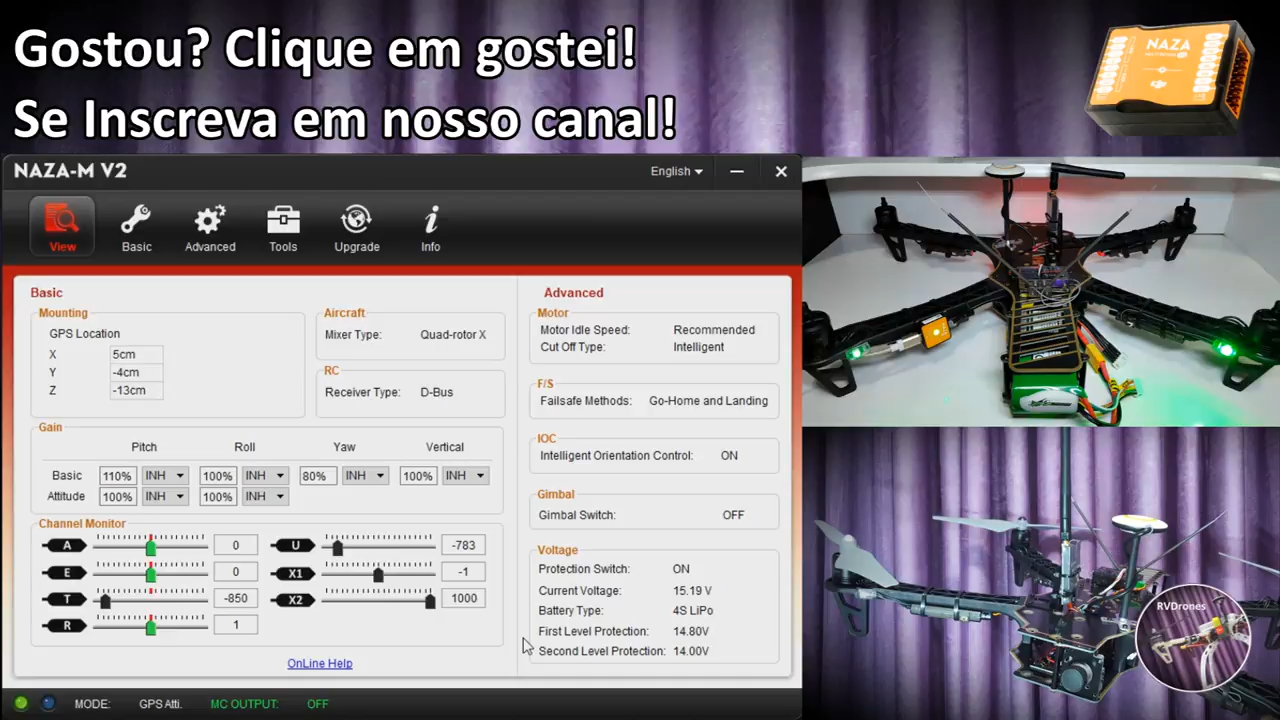 Gostou? Clique em gostei!
Se Inscreva em nosso canal!
NAZA
NAZA-M V2
English
View
Basic
Advanced
Tools
Upgrade
Info
Basic
Mounting
GPS Location
X 5cm
Y -4cm
Z -13cm
Aircraft
Mixer Type: Quad-rotor X
RC
Receiver Type: D-Bus
Gain
Pitch Roll Yaw Vertical
Basic 110% INH 100% INH 80% INH 100% INH
Attitude 100% INH 100% INH
Channel Monitor
A 0 U -783
E 0 X1 -1
T -850 X2 1000
R 1
OnLine Help
Advanced
Motor
Motor Idle Speed: Recommended
Cut Off Type: Intelligent
F/S
Failsafe Methods: Go-Home and Landing
IOC
Intelligent Orientation Control: ON
Gimbal
Gimbal Switch: OFF
Voltage
Protection Switch: ON
Current Voltage: 15.19 V
Battery Type: 4S LiPo
First Level Protection: 14.80V
Second Level Protection: 14.00V
MODE: GPS Atti. MC OUTPUT: OFF
RVDrones